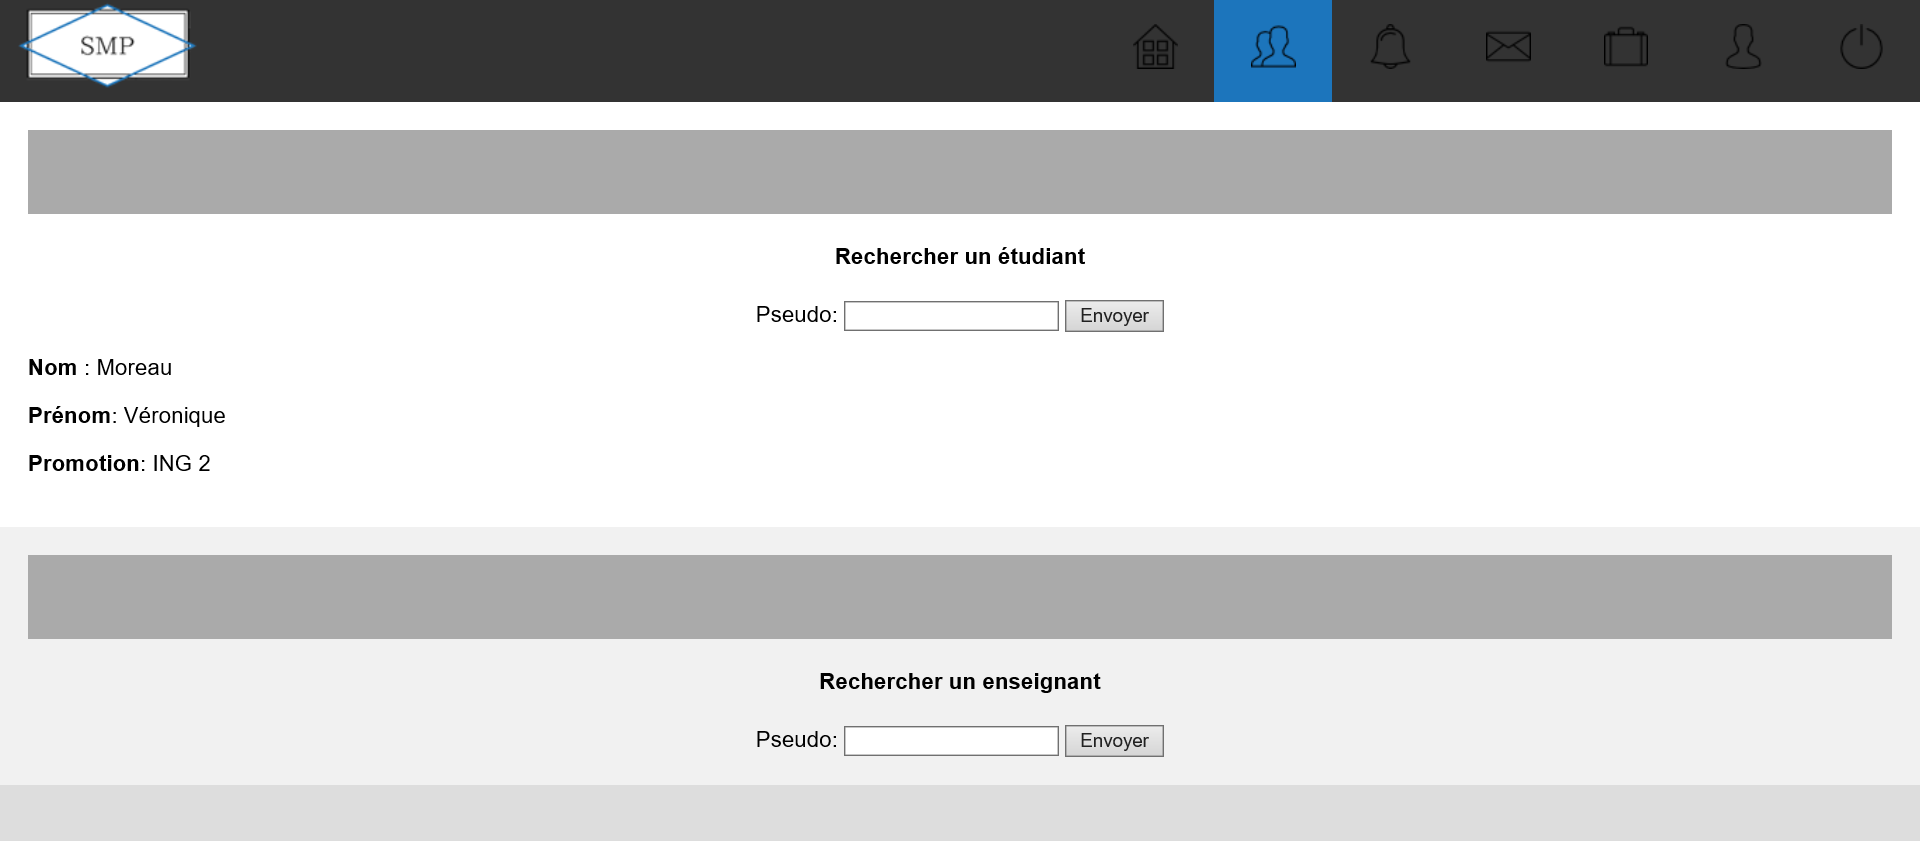 SMP
Rechercher un étudiant
Pseudo: Envoyer
Nom : Moreau
Prénom: Véronique
Promotion: ING 2
Rechercher un enseignant
Pseudo: Envoyer